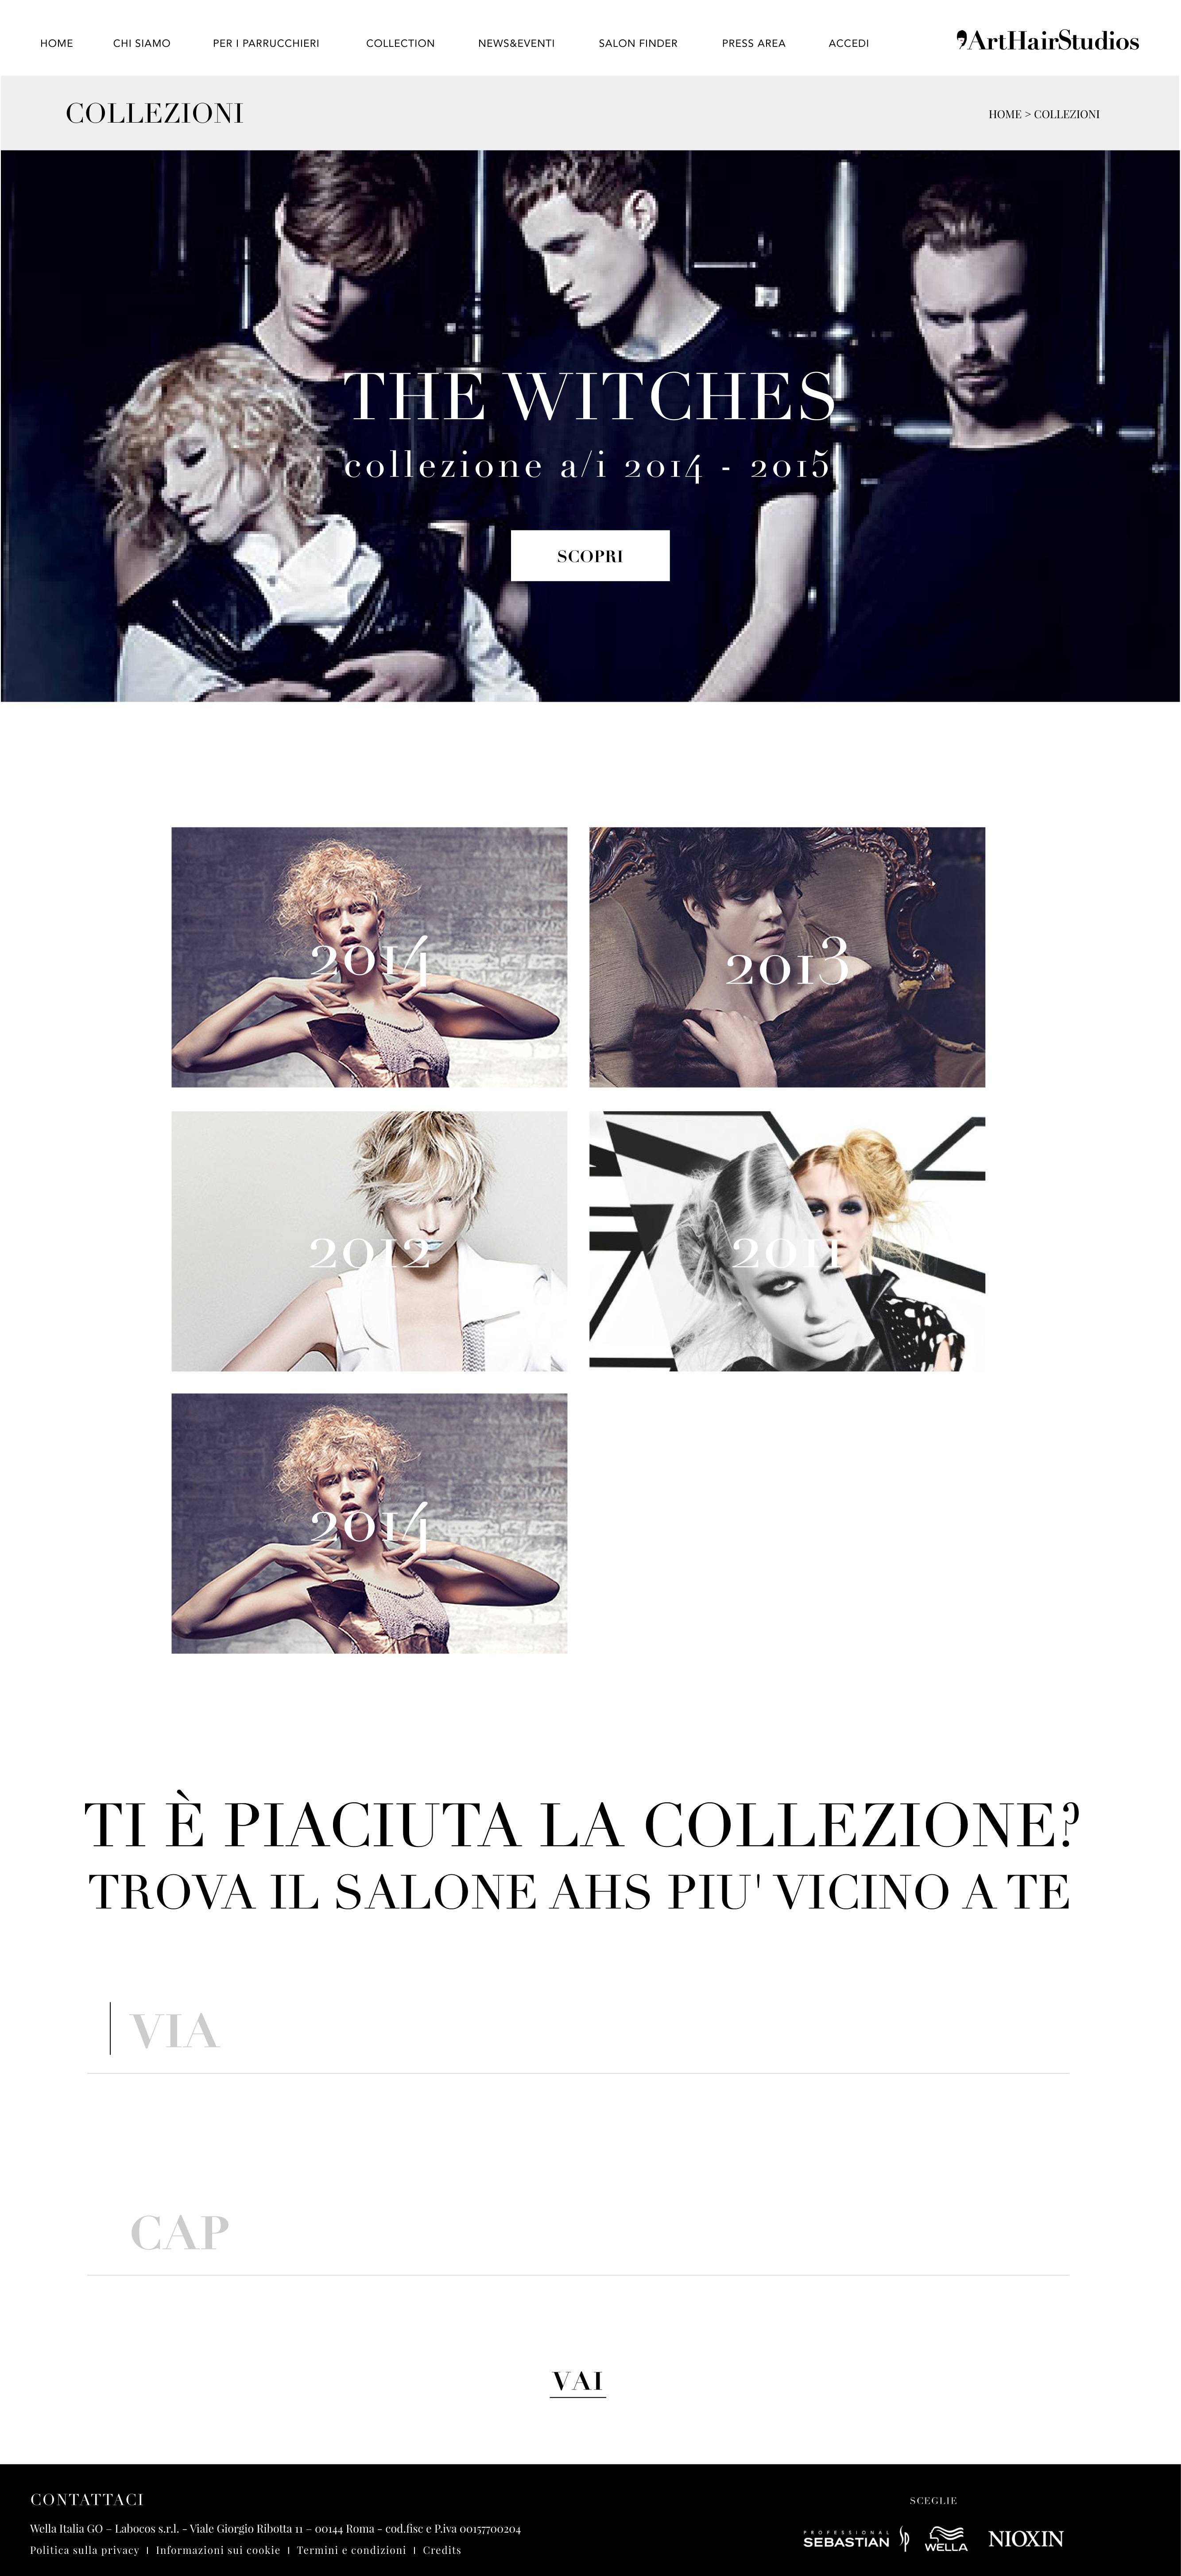 HOME CHI SIAMO PER I PARRUCCHIERI COLLECTION NEWS&EVENTI SALON FINDER PRESS AREA ACCEDI ArtHairStudios
COLLEZIONI HOME > COLLEZIONI
THE WITCHES
collezione a/i 2014 - 2015
SCOPRI
2014 2013
2012 2011
2014
TI È PIACIUTA LA COLLEZIONE?
TROVA IL SALONE AHS PIU' VICINO A TE
VIA
CAP
VAI
CONTATTACI
Wella Italia GO – Labocos s.r.l. - Viale Giorgio Ribotta 11 – 00144 Roma - cod.fisc e P.iva 00157700204
Politica sulla privacy I Informazioni sui cookie I Termini e condizioni I Credits
SCEGLIE
PROFESSIONAL
SEBASTIAN sp WELLA NIOXIN